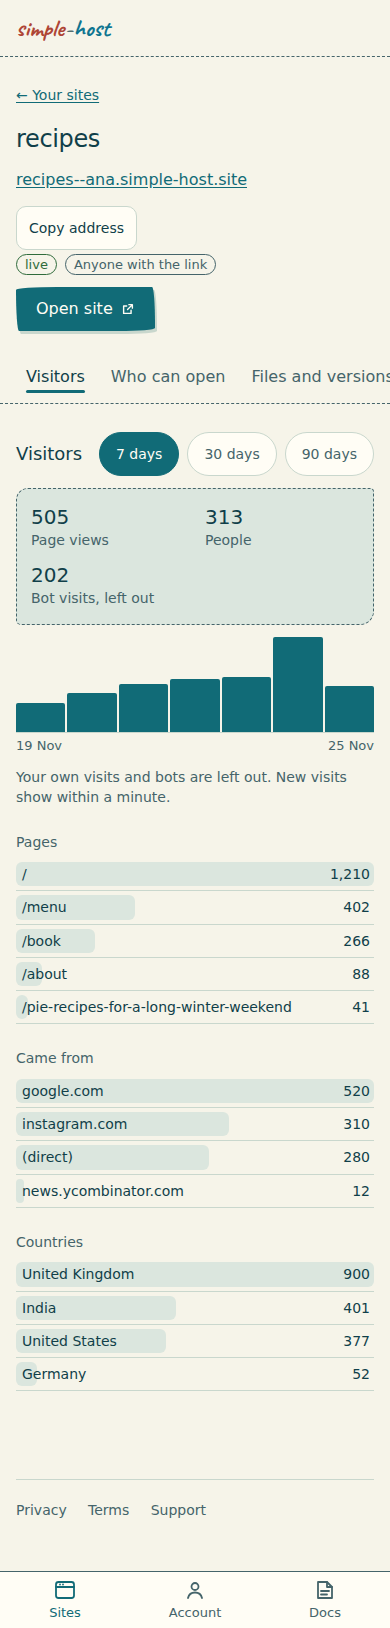 simple-host
← Your sites
recipes
recipes--ana.simple-host.site
Copy address
live Anyone with the link
Open site
Visitors Who can open Files and versions
Visitors 7 days 30 days 90 days
505 313
Page views People
202
Bot visits, left out
19 Nov 25 Nov
Your own visits and bots are left out. New visits
show within a minute.
Pages
/ 1,210
/menu 402
/book 266
/about 88
/pie-recipes-for-a-long-winter-weekend 41
Came from
google.com 520
instagram.com 310
(direct) 280
news.ycombinator.com 12
Countries
United Kingdom 900
India 401
United States 377
Germany 52
Privacy Terms Support
Sites Account Docs